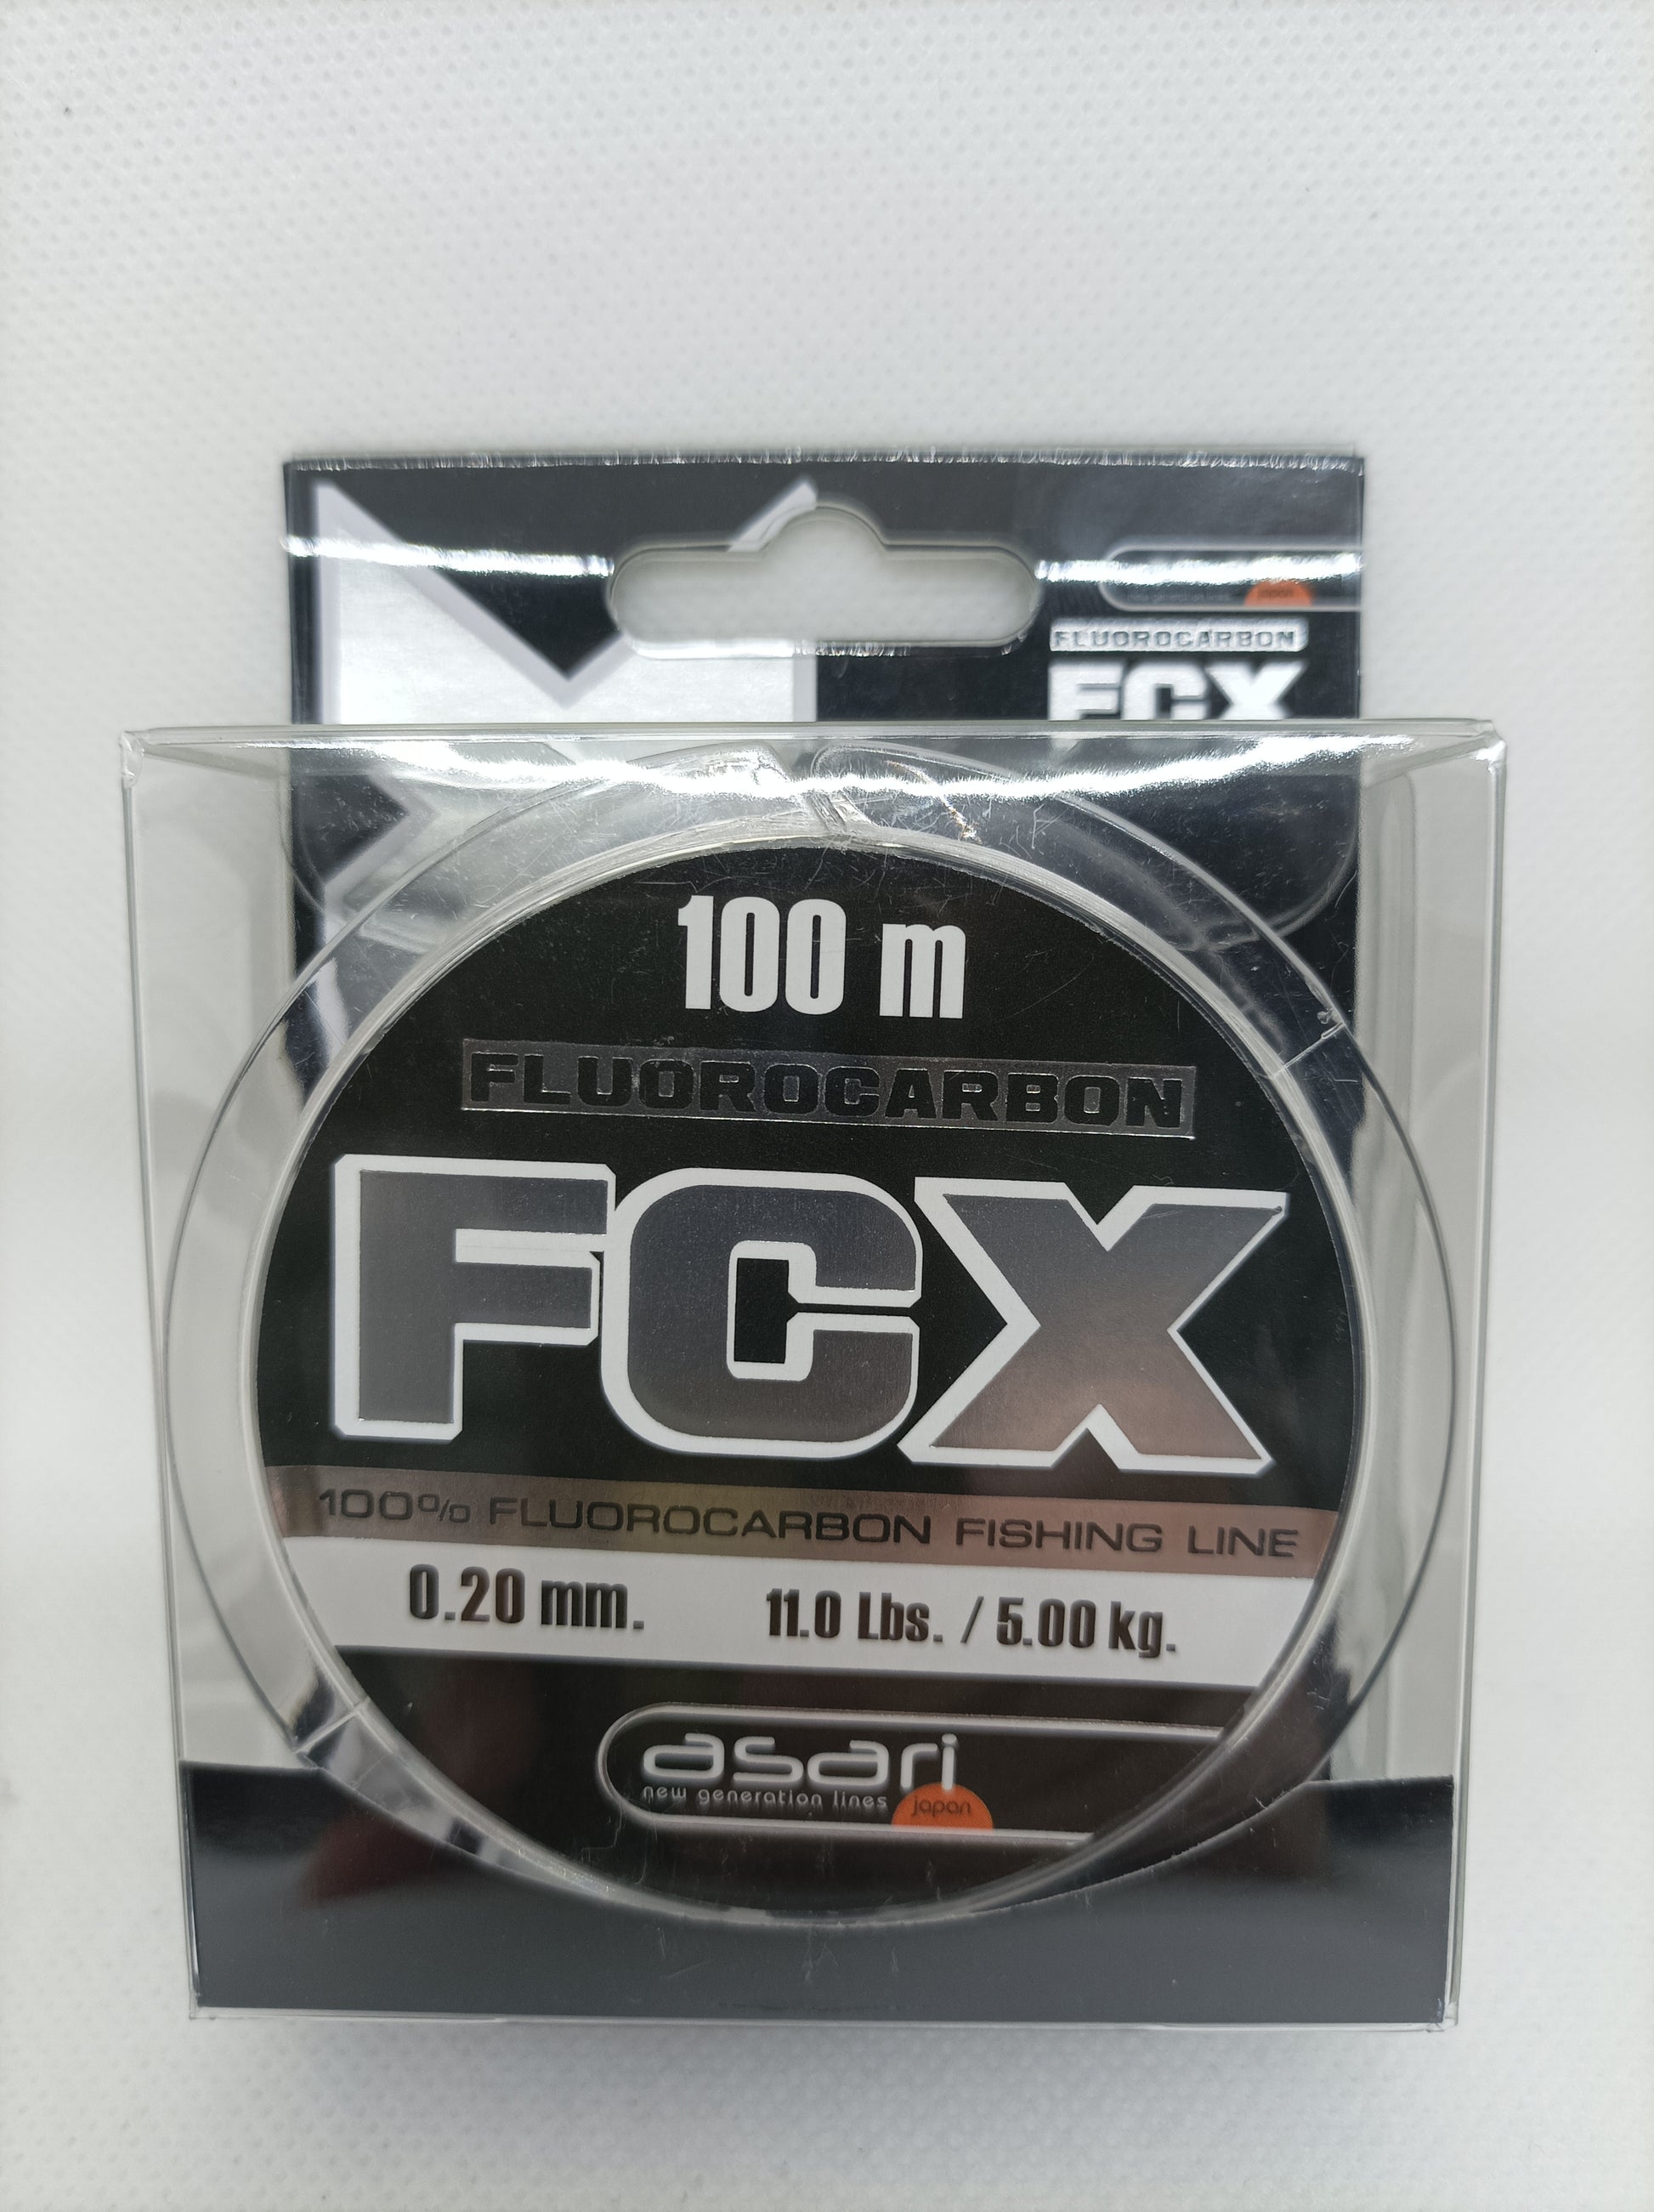 japan
FLUOROCARBON
FCX
100 m
FLUOROCARBON
FCX
100% FLUOROCARBON FISHING LINE
0.20 mm. 11.0 Lbs. / 5.00 kg.
asari
new generation lines
japan